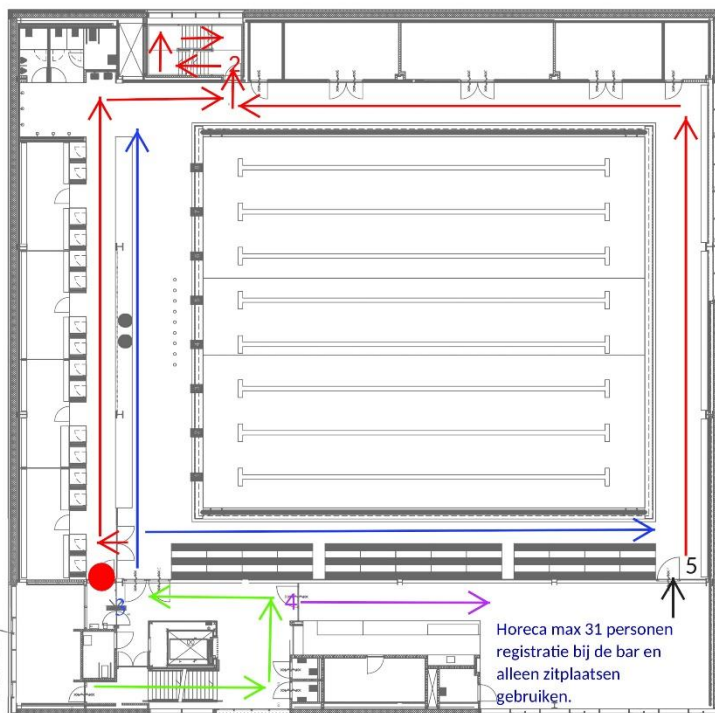 2
5
3
4
Horeca max 31 personen
registratie bij de bar en
alleen zitplaatsen
gebruiken.